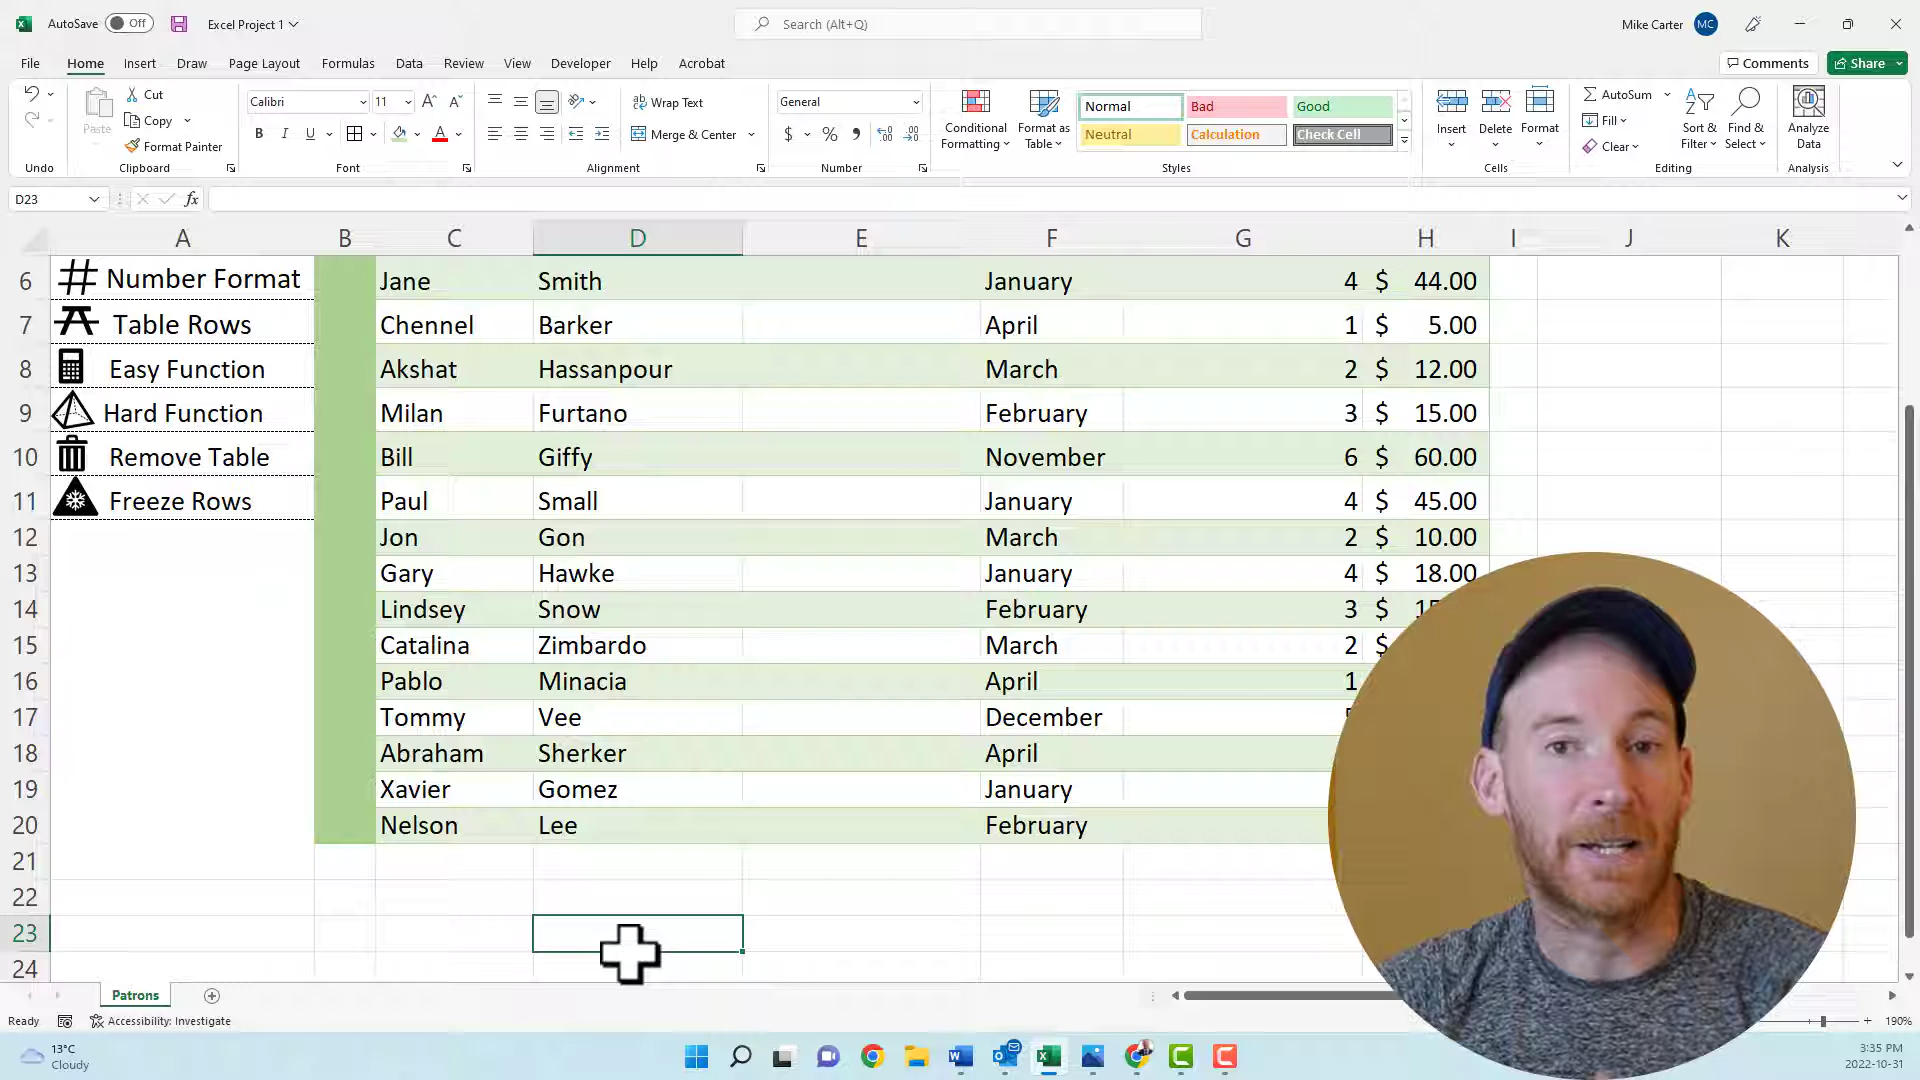 AutoSave Off Excel Project 1 Search (Alt+Q) Mike Carter MC
File Home Insert Draw Page Layout Formulas Data Review View Developer Help Acrobat Comments Share
Cut
Copy
Format Painter
Paste
Calibri 11
B I U A
Wrap Text
Merge & Center
General
$ % ,
Conditional Formatting
Format as Table
Normal Bad Good
Neutral Calculation Check Cell
Insert Delete Format
AutoSum
Fill
Clear
Sort & Filter
Find & Select
Analyze Data
Undo Clipboard Font Alignment Number Styles Cells Editing Analysis
D23 fx
A B C D E F G H I J K
6 Number Format Jane Smith January 4 $ 44.00
7 Table Rows Chennel Barker April 1 $ 5.00
8 Easy Function Akshat Hassanpour March 2 $ 12.00
9 Hard Function Milan Furtano February 3 $ 15.00
10 Remove Table Bill Giffy November 6 $ 60.00
11 Freeze Rows Paul Small January 4 $ 45.00
12 Jon Gon March 2 $ 10.00
13 Gary Hawke January 4 $ 18.00
14 Lindsey Snow February 3 $
15 Catalina Zimbardo March 2 $
16 Pablo Minacia April 1
17 Tommy Vee December
18 Abraham Sherker April
19 Xavier Gomez January
20 Nelson Lee February
21
22
23
24
Patrons
Ready Accessibility: Investigate 190%
13°C
Cloudy
3:35 PM
2022-10-31